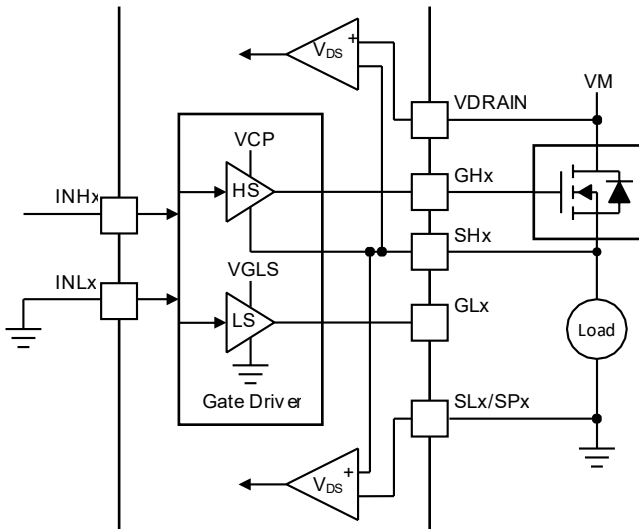 +
VDS
VM
VDRAIN
VCP
GHx
INHx
HS
SHx
VGLS
INLx
GLx
LS
Load
Gate Driver
SLx/SPx
+
VDS